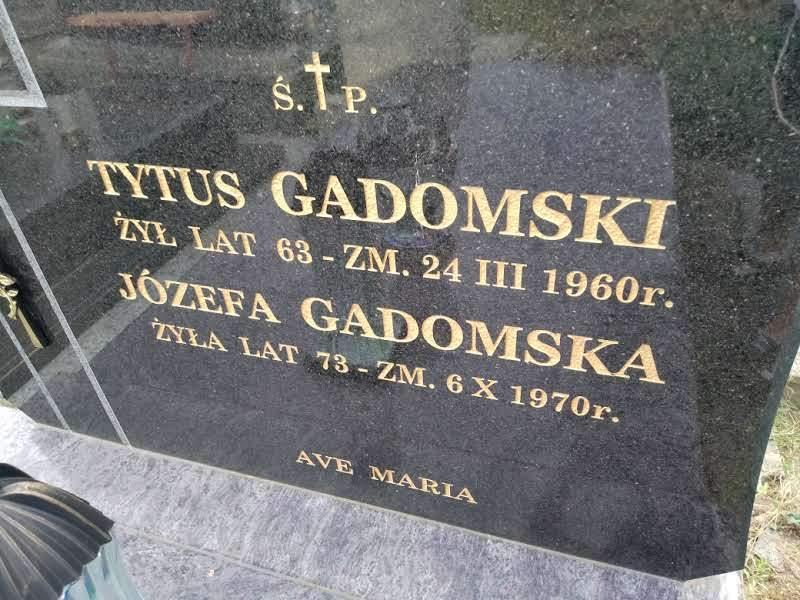 Ś. P.
TYTUS GADOMSKI
ŻYŁ LAT 63 - ZM. 24 III 1960r.
JÓZEFA GADOMSKA
ŻYŁA LAT 73 - ZM. 6 X 1970r.
AVE MARIA